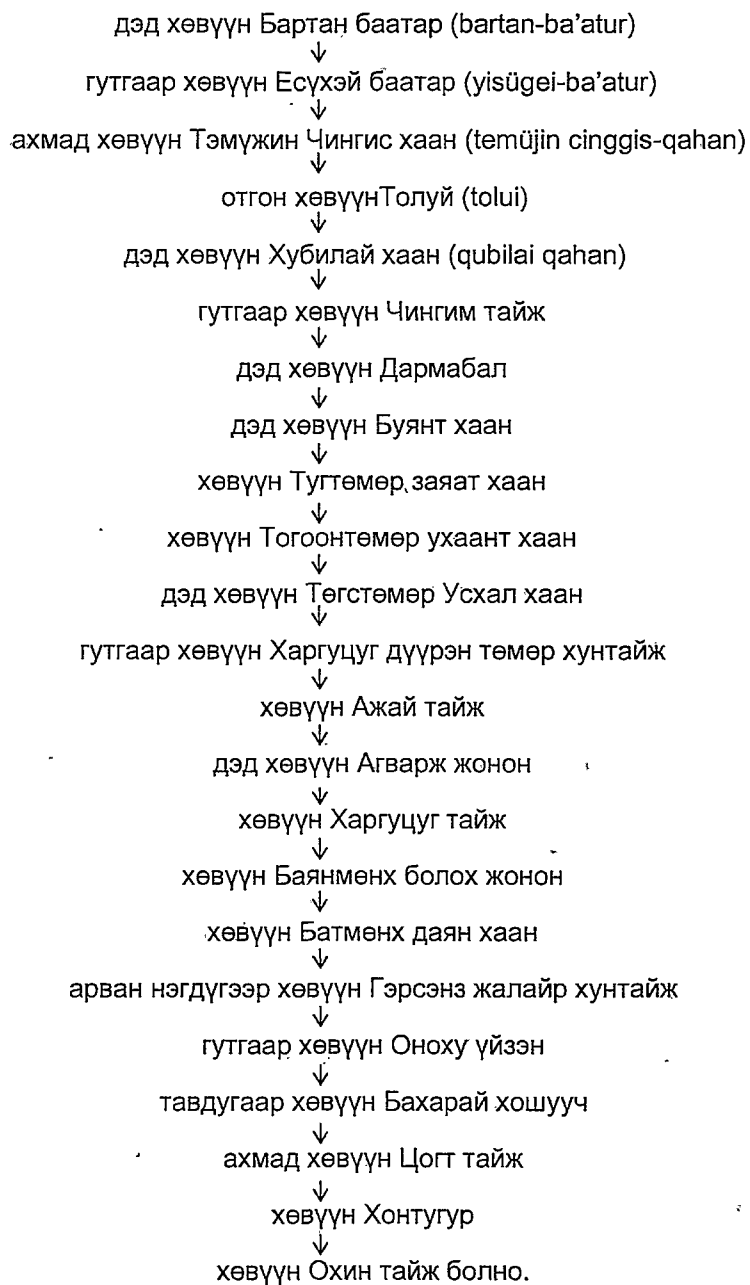 дэд хөвүүн Бартан баатар (bartan-ba'atur)
↓
гутгаар хөвүүн Есүхэй баатар (yisügei-ba'atur)
↓
ахмад хөвүүн Тэмүжин Чингис хаан (temüjin cinggis-qahan)
↓
отгон хөвүүнТолуй (tolui)
↓
дэд хөвүүн Хубилай хаан (qubilai qahan)
↓
гутгаар хөвүүн Чингим тайж
↓
дэд хөвүүн Дармабал
↓
дэд хөвүүн Буянт хаан
↓
хөвүүн Тугтөмөр заяат хаан
↓
хөвүүн Тогоонтөмөр ухаант хаан
↓
дэд хөвүүн Төгстөмөр Усхал хаан
↓
гутгаар хөвүүн Харгуцуг дүүрэн төмөр хунтайж
↓
хөвүүн Ажай тайж
↓
дэд хөвүүн Агварж жонон
↓
хөвүүн Харгуцуг тайж
↓
хөвүүн Баянмөнх болох жонон
↓
хөвүүн Батмөнх даян хаан
↓
арван нэгдүгээр хөвүүн Гэрсэнз жалайр хунтайж
↓
гутгаар хөвүүн Оноху үйзэн
↓
тавдугаар хөвүүн Бахарай хошууч
↓
ахмад хөвүүн Цогт тайж
↓
хөвүүн Хонтугур
↓
хөвүүн Охин тайж болно.